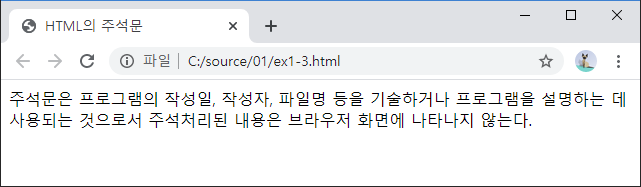 HTML의 주석문
파일 C:/source/01/ex1-3.html
주석문은 프로그램의 작성일, 작성자, 파일명 등을 기술하거나 프로그램을 설명하는 데
사용되는 것으로서 주석처리된 내용은 브라우저 화면에 나타나지 않는다.